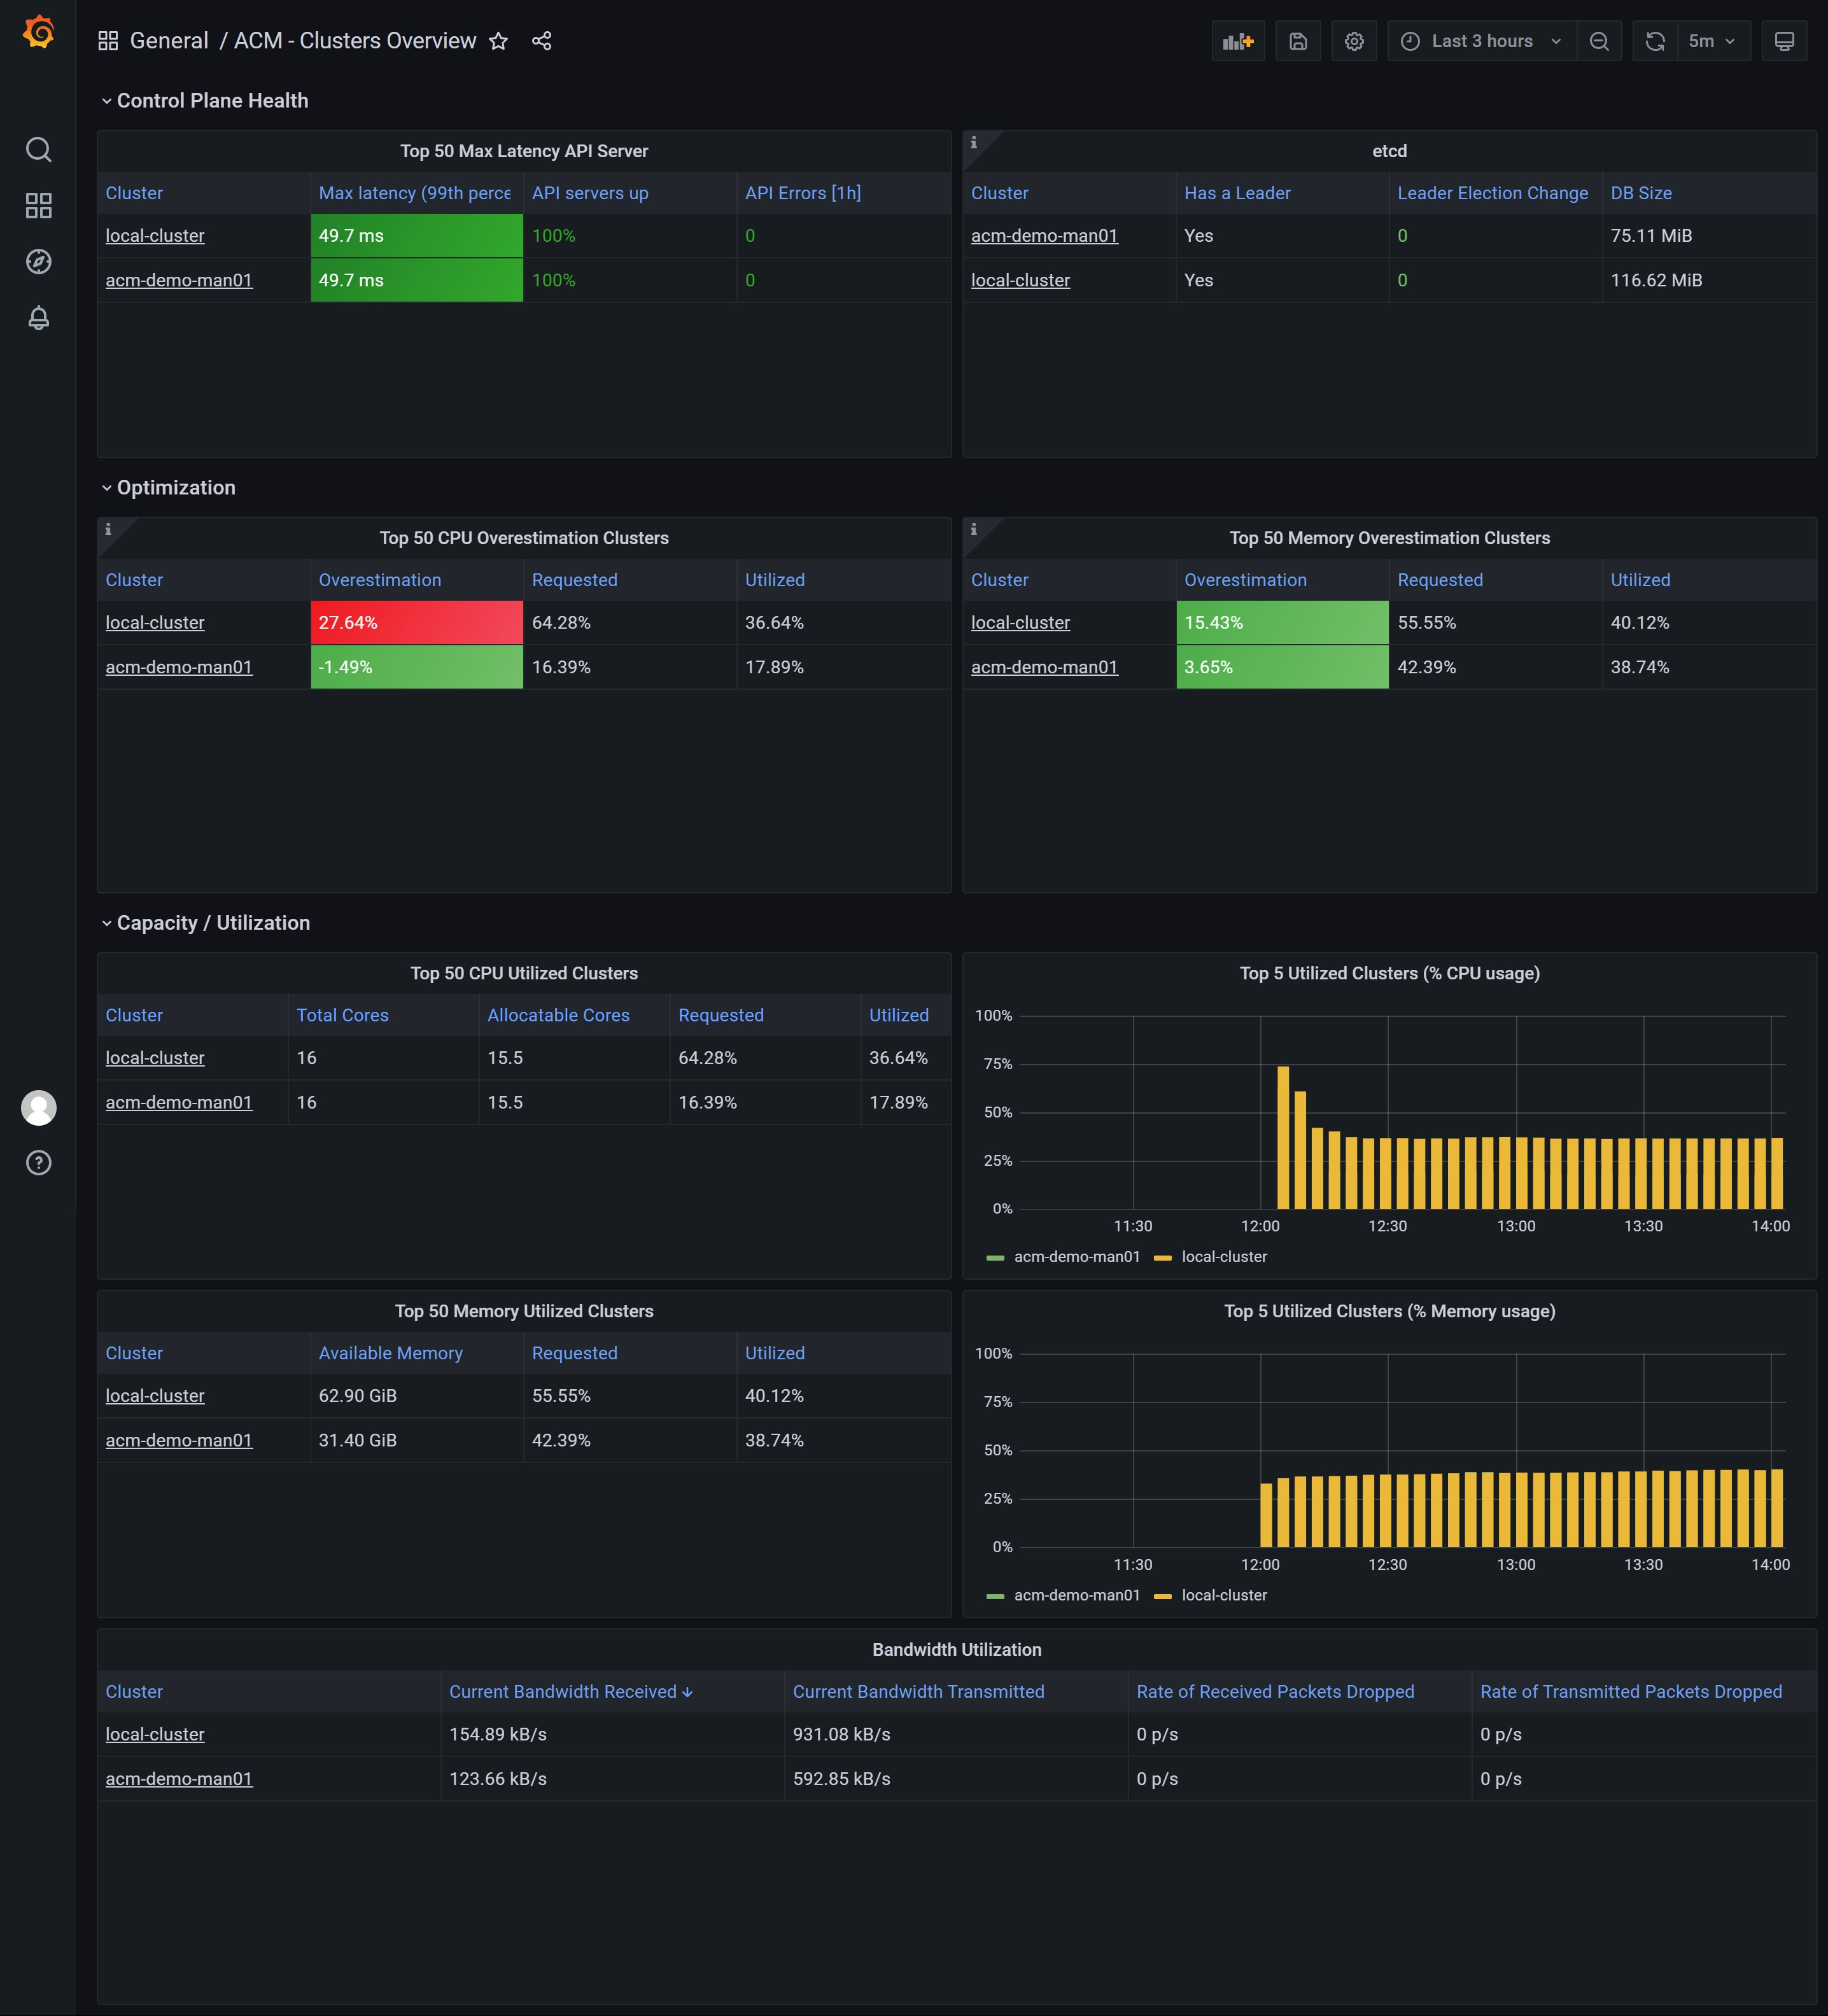 General / ACM - Clusters Overview
Last 3 hours
5m
Control Plane Health
Top 50 Max Latency API Server
Cluster Max latency (99th perce API servers up API Errors [1h]
local-cluster 49.7 ms 100% 0
acm-demo-man01 49.7 ms 100% 0
etcd
Cluster Has a Leader Leader Election Change DB Size
acm-demo-man01 Yes 0 75.11 MiB
local-cluster Yes 0 116.62 MiB
Optimization
Top 50 CPU Overestimation Clusters
Cluster Overestimation Requested Utilized
local-cluster 27.64% 64.28% 36.64%
acm-demo-man01 -1.49% 16.39% 17.89%
Top 50 Memory Overestimation Clusters
Cluster Overestimation Requested Utilized
local-cluster 15.43% 55.55% 40.12%
acm-demo-man01 3.65% 42.39% 38.74%
Capacity / Utilization
Top 50 CPU Utilized Clusters
Cluster Total Cores Allocatable Cores Requested Utilized
local-cluster 16 15.5 64.28% 36.64%
acm-demo-man01 16 15.5 16.39% 17.89%
Top 5 Utilized Clusters (% CPU usage)
100%
75%
50%
25%
0%
11:30 12:00 12:30 13:00 13:30 14:00
acm-demo-man01 local-cluster
Top 50 Memory Utilized Clusters
Cluster Available Memory Requested Utilized
local-cluster 62.90 GiB 55.55% 40.12%
acm-demo-man01 31.40 GiB 42.39% 38.74%
Top 5 Utilized Clusters (% Memory usage)
100%
75%
50%
25%
0%
11:30 12:00 12:30 13:00 13:30 14:00
acm-demo-man01 local-cluster
Bandwidth Utilization
Cluster Current Bandwidth Received Current Bandwidth Transmitted Rate of Received Packets Dropped Rate of Transmitted Packets Dropped
local-cluster 154.89 kB/s 931.08 kB/s 0 p/s 0 p/s
acm-demo-man01 123.66 kB/s 592.85 kB/s 0 p/s 0 p/s